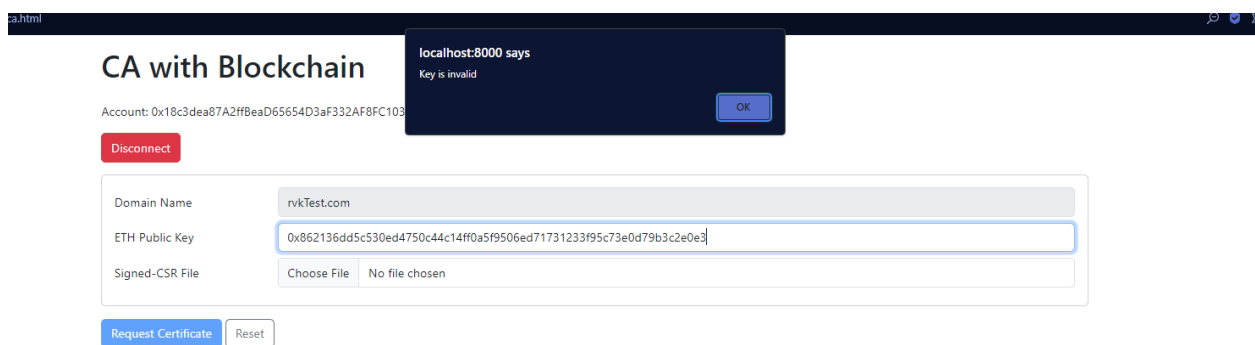 ca.html
localhost:8000 says
Key is invalid
OK
CA with Blockchain
Account: 0x18c3dea87A2ffBeaD65654D3aF332AF8FC103
Disconnect
Domain Name rvkTest.com
ETH Public Key 0x862136dd5c530ed4750c44c14ff0a5f9506ed71731233f95c73e0d79b3c2e0e3
Signed-CSR File Choose File No file chosen
Request Certificate Reset